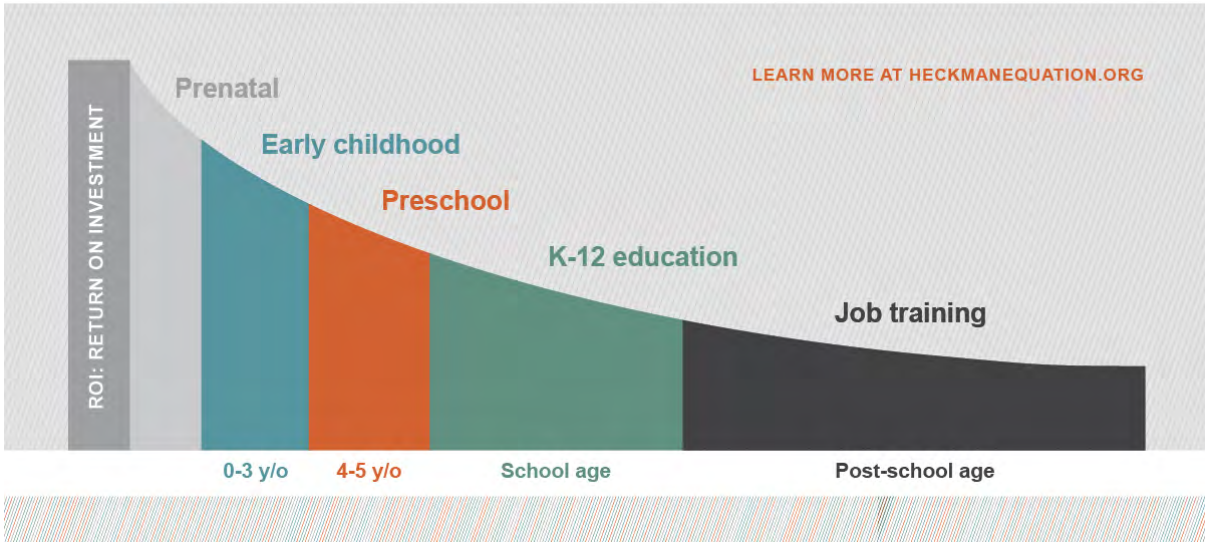 LEARN MORE AT HECKMANEQUATION.ORG
Prenatal
Early childhood
Preschool
K-12 education
Job training
ROI: RETURN ON INVESTMENT
0-3 y/o
4-5 y/o
School age
Post-school age